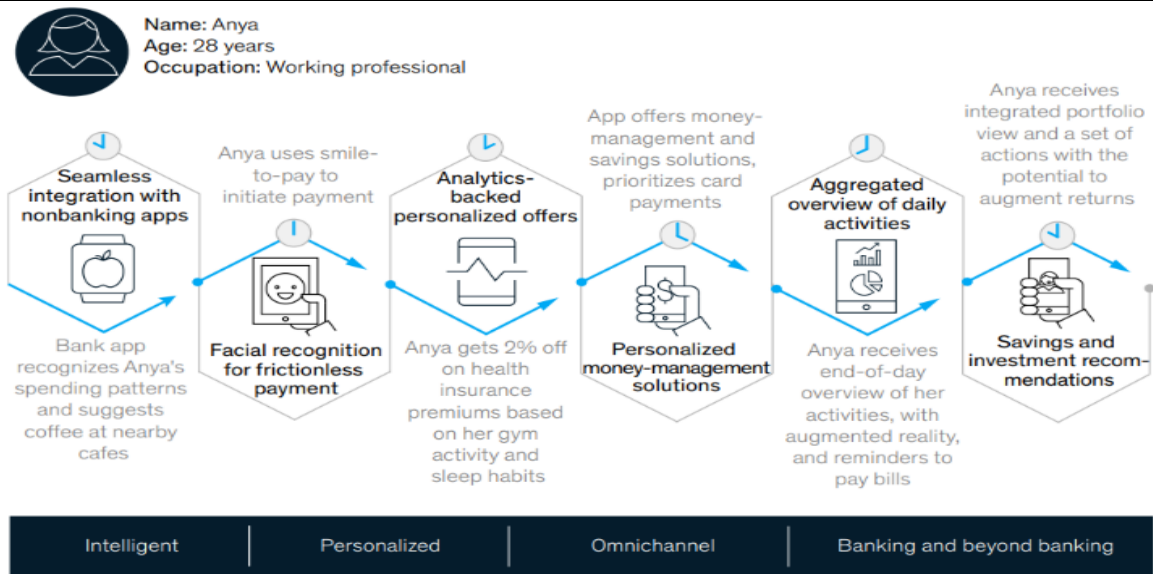 Name: Anya
Age: 28 years
Occupation: Working professional
Seamless
integration with
nonbanking apps
Bank app
recognizes Anya's
spending patterns
and suggests
coffee at nearby
cafes
Anya uses smile-
to-pay to
initiate payment
Facial recognition
for frictionless
payment
Analytics-
backed
personalized offers
Anya gets 2% off
on health
insurance
premiums based
on her gym
activity and
sleep habits
App offers money-
management and
savings solutions,
prioritizes card
payments
$
Personalized
money-management
solutions
Aggregated
overview of daily
activities
Anya receives
end-of-day
overview of her
activities, with
augmented reality,
and reminders to
pay bills
Anya receives
integrated portfolio
view and a set of
actions with the
potential to
augment returns
Savings and
investment recom-
mendations
Intelligent
Personalized
Omnichannel
Banking and beyond banking